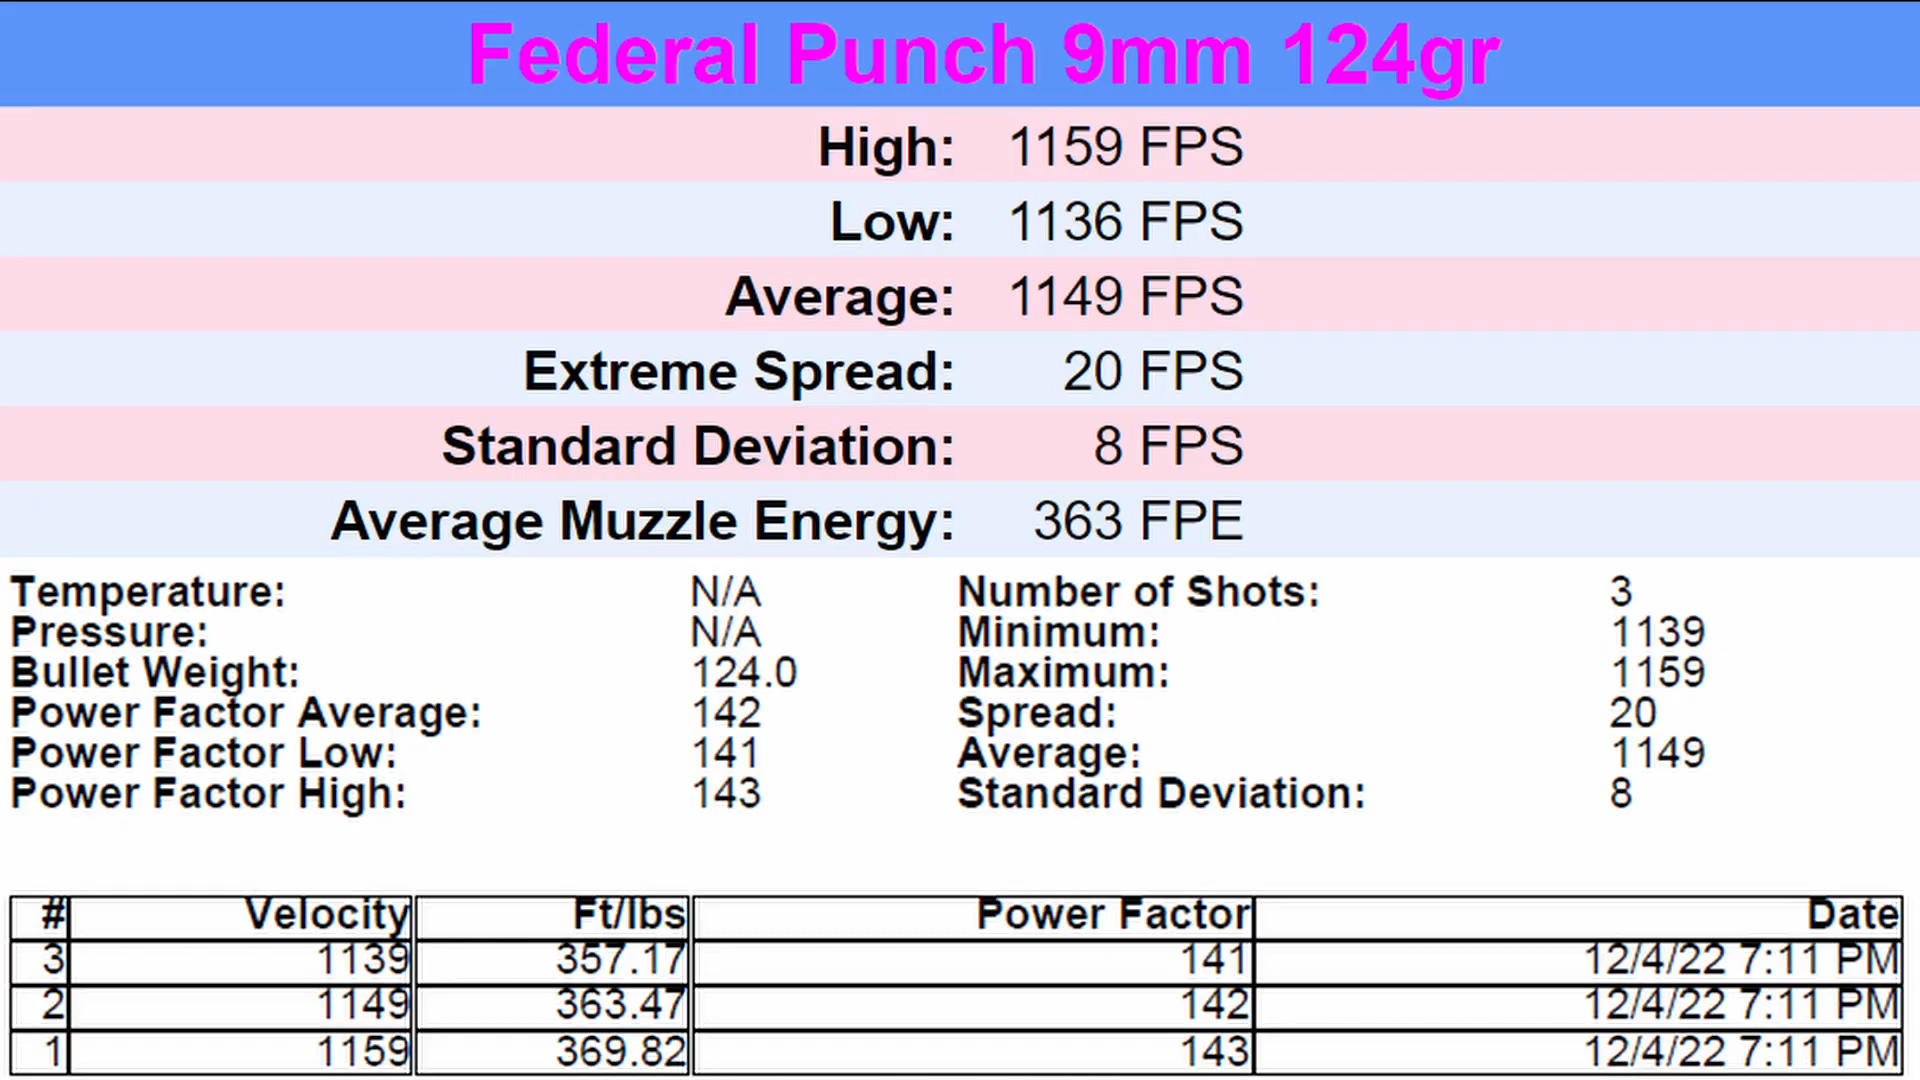 Federal Punch 9mm 124gr
High: 1159 FPS
Low: 1136 FPS
Average: 1149 FPS
Extreme Spread: 20 FPS
Standard Deviation: 8 FPS
Average Muzzle Energy: 363 FPE
Temperature: N/A Number of Shots: 3
Pressure: N/A Minimum: 1139
Bullet Weight: 124.0 Maximum: 1159
Power Factor Average: 142 Spread: 20
Power Factor Low: 141 Average: 1149
Power Factor High: 143 Standard Deviation: 8
# Velocity Ft/lbs Power Factor Date
3 1139 357.17 141 12/4/22 7:11 PM
2 1149 363.47 142 12/4/22 7:11 PM
1 1159 369.82 143 12/4/22 7:11 PM